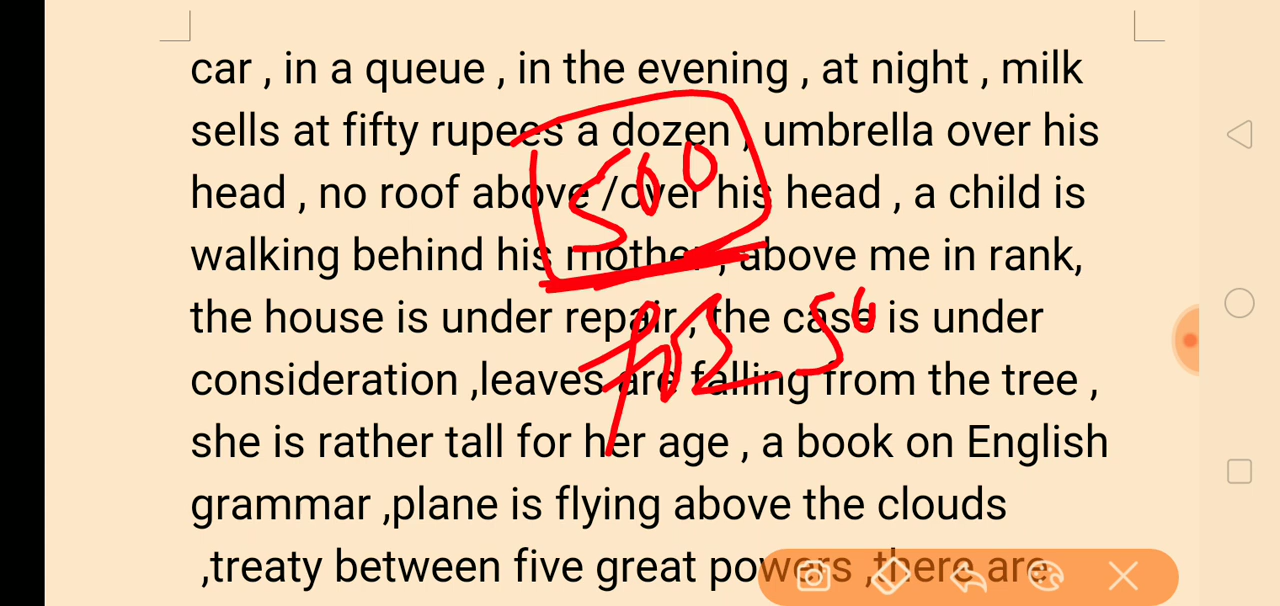 car , in a queue , in the evening , at night , milk
sells at fifty rupees a dozen , umbrella over his
head , no roof above /over his head , a child is
500
walking behind his mother , above me in rank,
the house is under repair , the case is under
consideration ,leaves are falling from the tree ,
she is rather tall for her age , a book on English
grammar ,plane is flying above the clouds
,treaty between five great powers ,there are